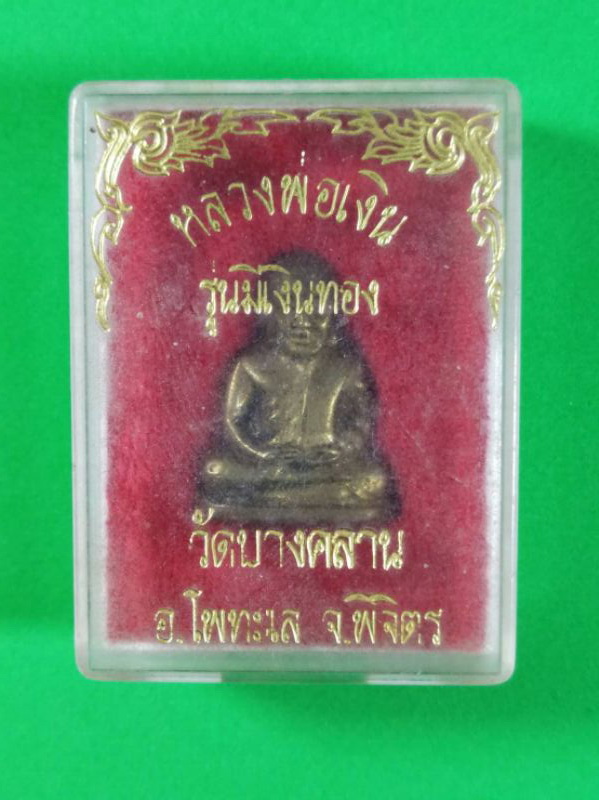 หลวงพ่อเงิน
รุ่นมีเงินทอง
วัดบางคลาน
อ.โพทะเล จ.พิจิตร